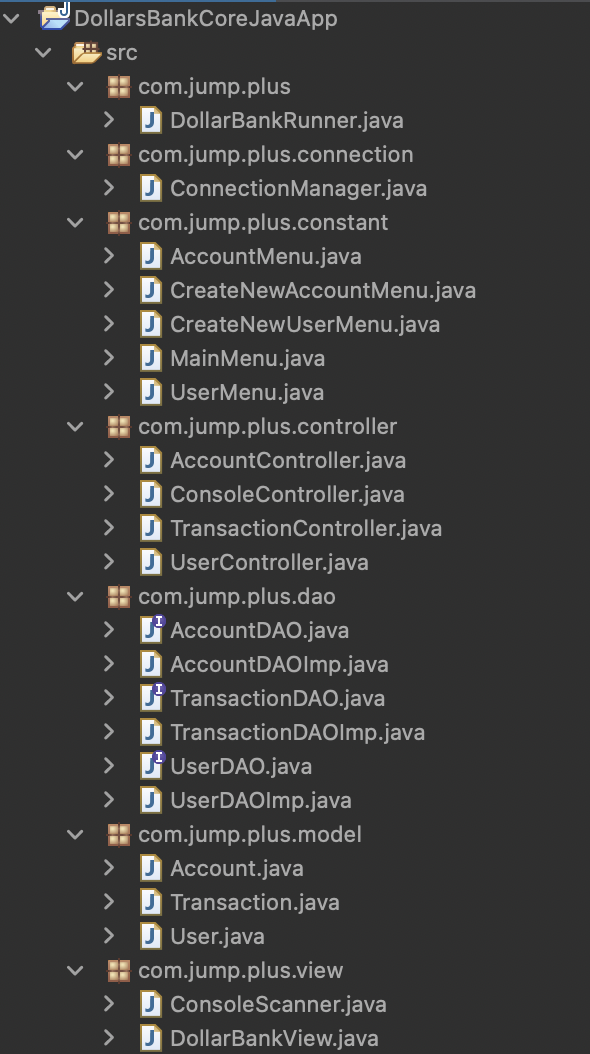 DollarsBankCoreJavaApp
src
com.jump.plus
DollarBankRunner.java
com.jump.plus.connection
ConnectionManager.java
com.jump.plus.constant
AccountMenu.java
CreateNewAccountMenu.java
CreateNewUserMenu.java
MainMenu.java
UserMenu.java
com.jump.plus.controller
AccountController.java
ConsoleController.java
TransactionController.java
UserController.java
com.jump.plus.dao
AccountDAO.java
AccountDAOImp.java
TransactionDAO.java
TransactionDAOImp.java
UserDAO.java
UserDAOImp.java
com.jump.plus.model
Account.java
Transaction.java
User.java
com.jump.plus.view
ConsoleScanner.java
DollarBankView.java